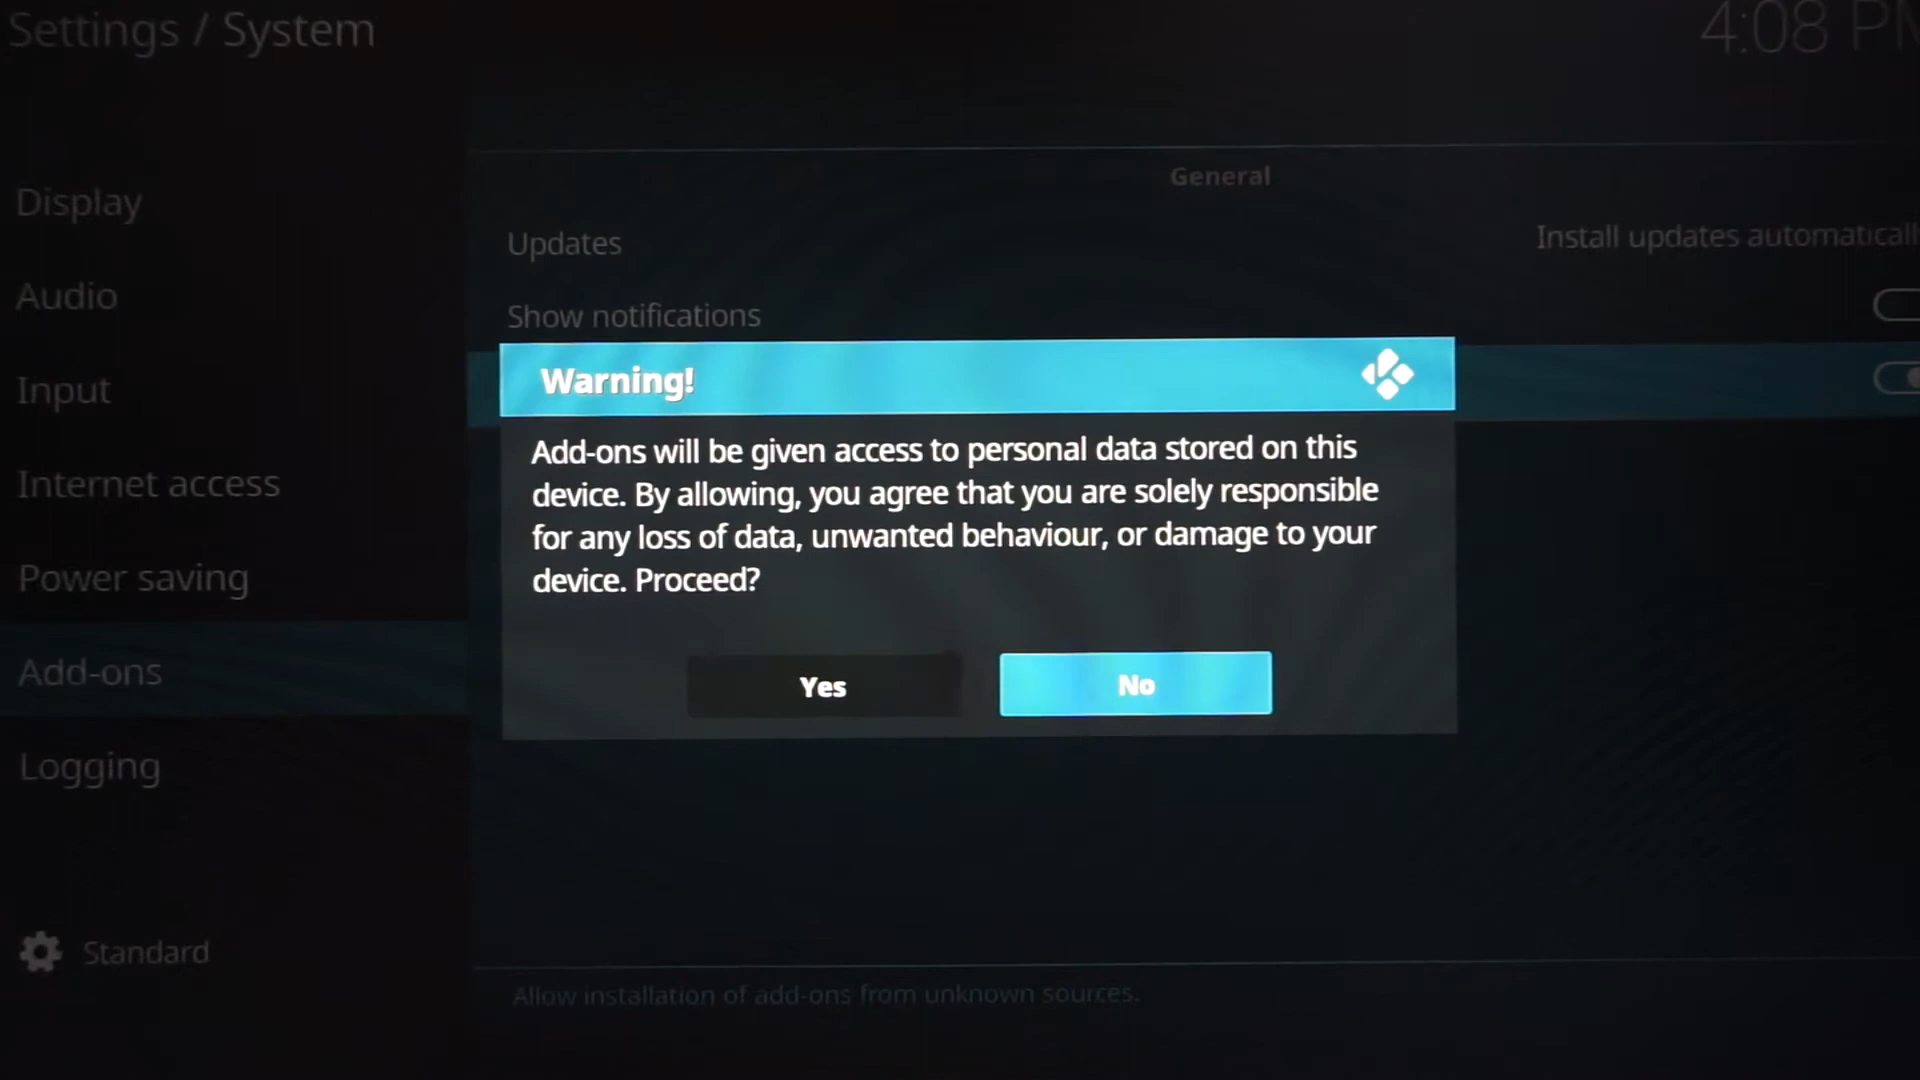 Settings / System
4:08 PM
Display
Audio
Input
Internet access
Power saving
Add-ons
Logging
Standard
General
Updates
Install updates automaticall
Show notifications
Warning!
Add-ons will be given access to personal data stored on this
device. By allowing, you agree that you are solely responsible
for any loss of data, unwanted behaviour, or damage to your
device. Proceed?
Yes
No
Allow installation of add-ons from unknown sources.